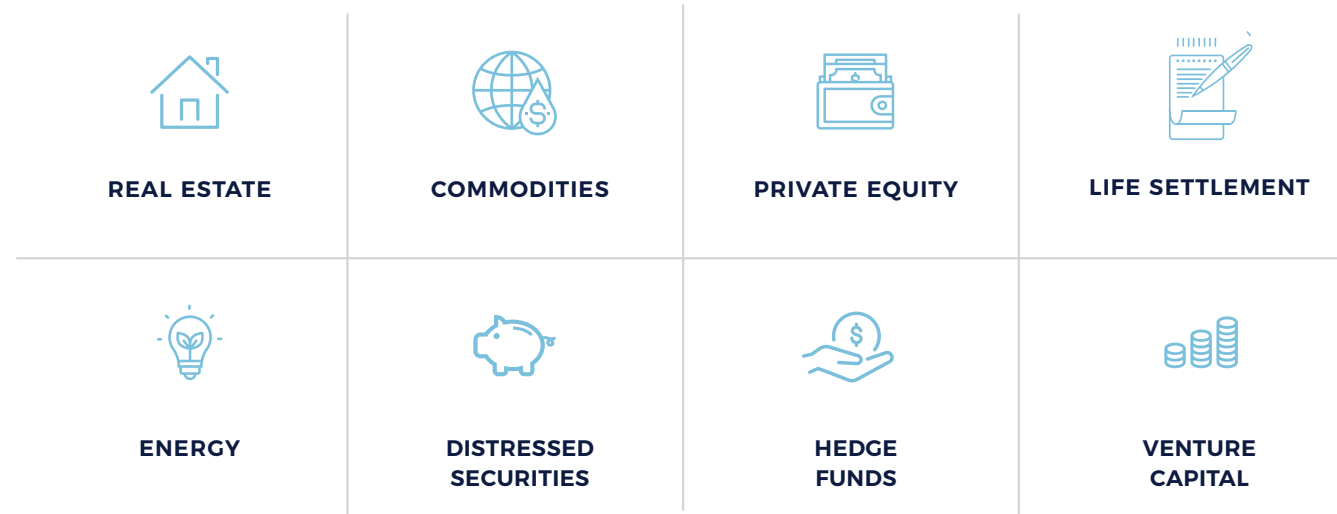 REAL ESTATE
COMMODITIES
PRIVATE EQUITY
LIFE SETTLEMENT
ENERGY
DISTRESSED
SECURITIES
HEDGE
FUNDS
VENTURE
CAPITAL